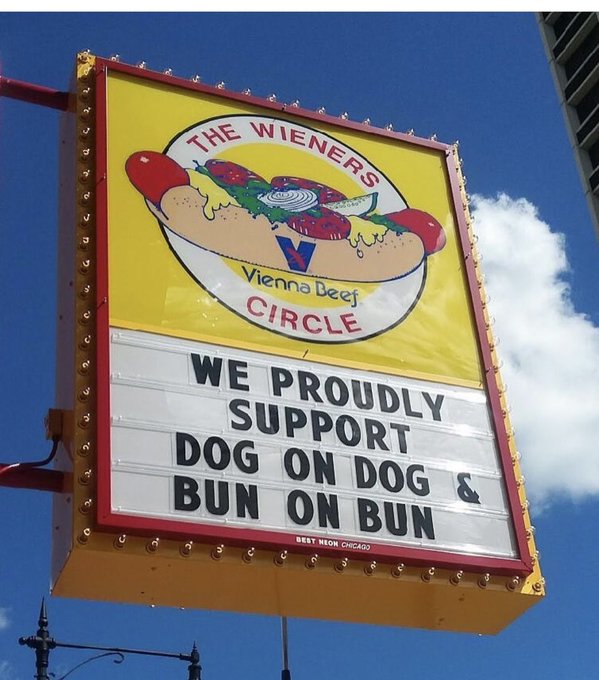 THE WIENERS
V
Vienna Beef
CIRCLE
WE PROUDLY
SUPPORT
DOG ON DOG &
BUN ON BUN
BEST NEON CHICAGO